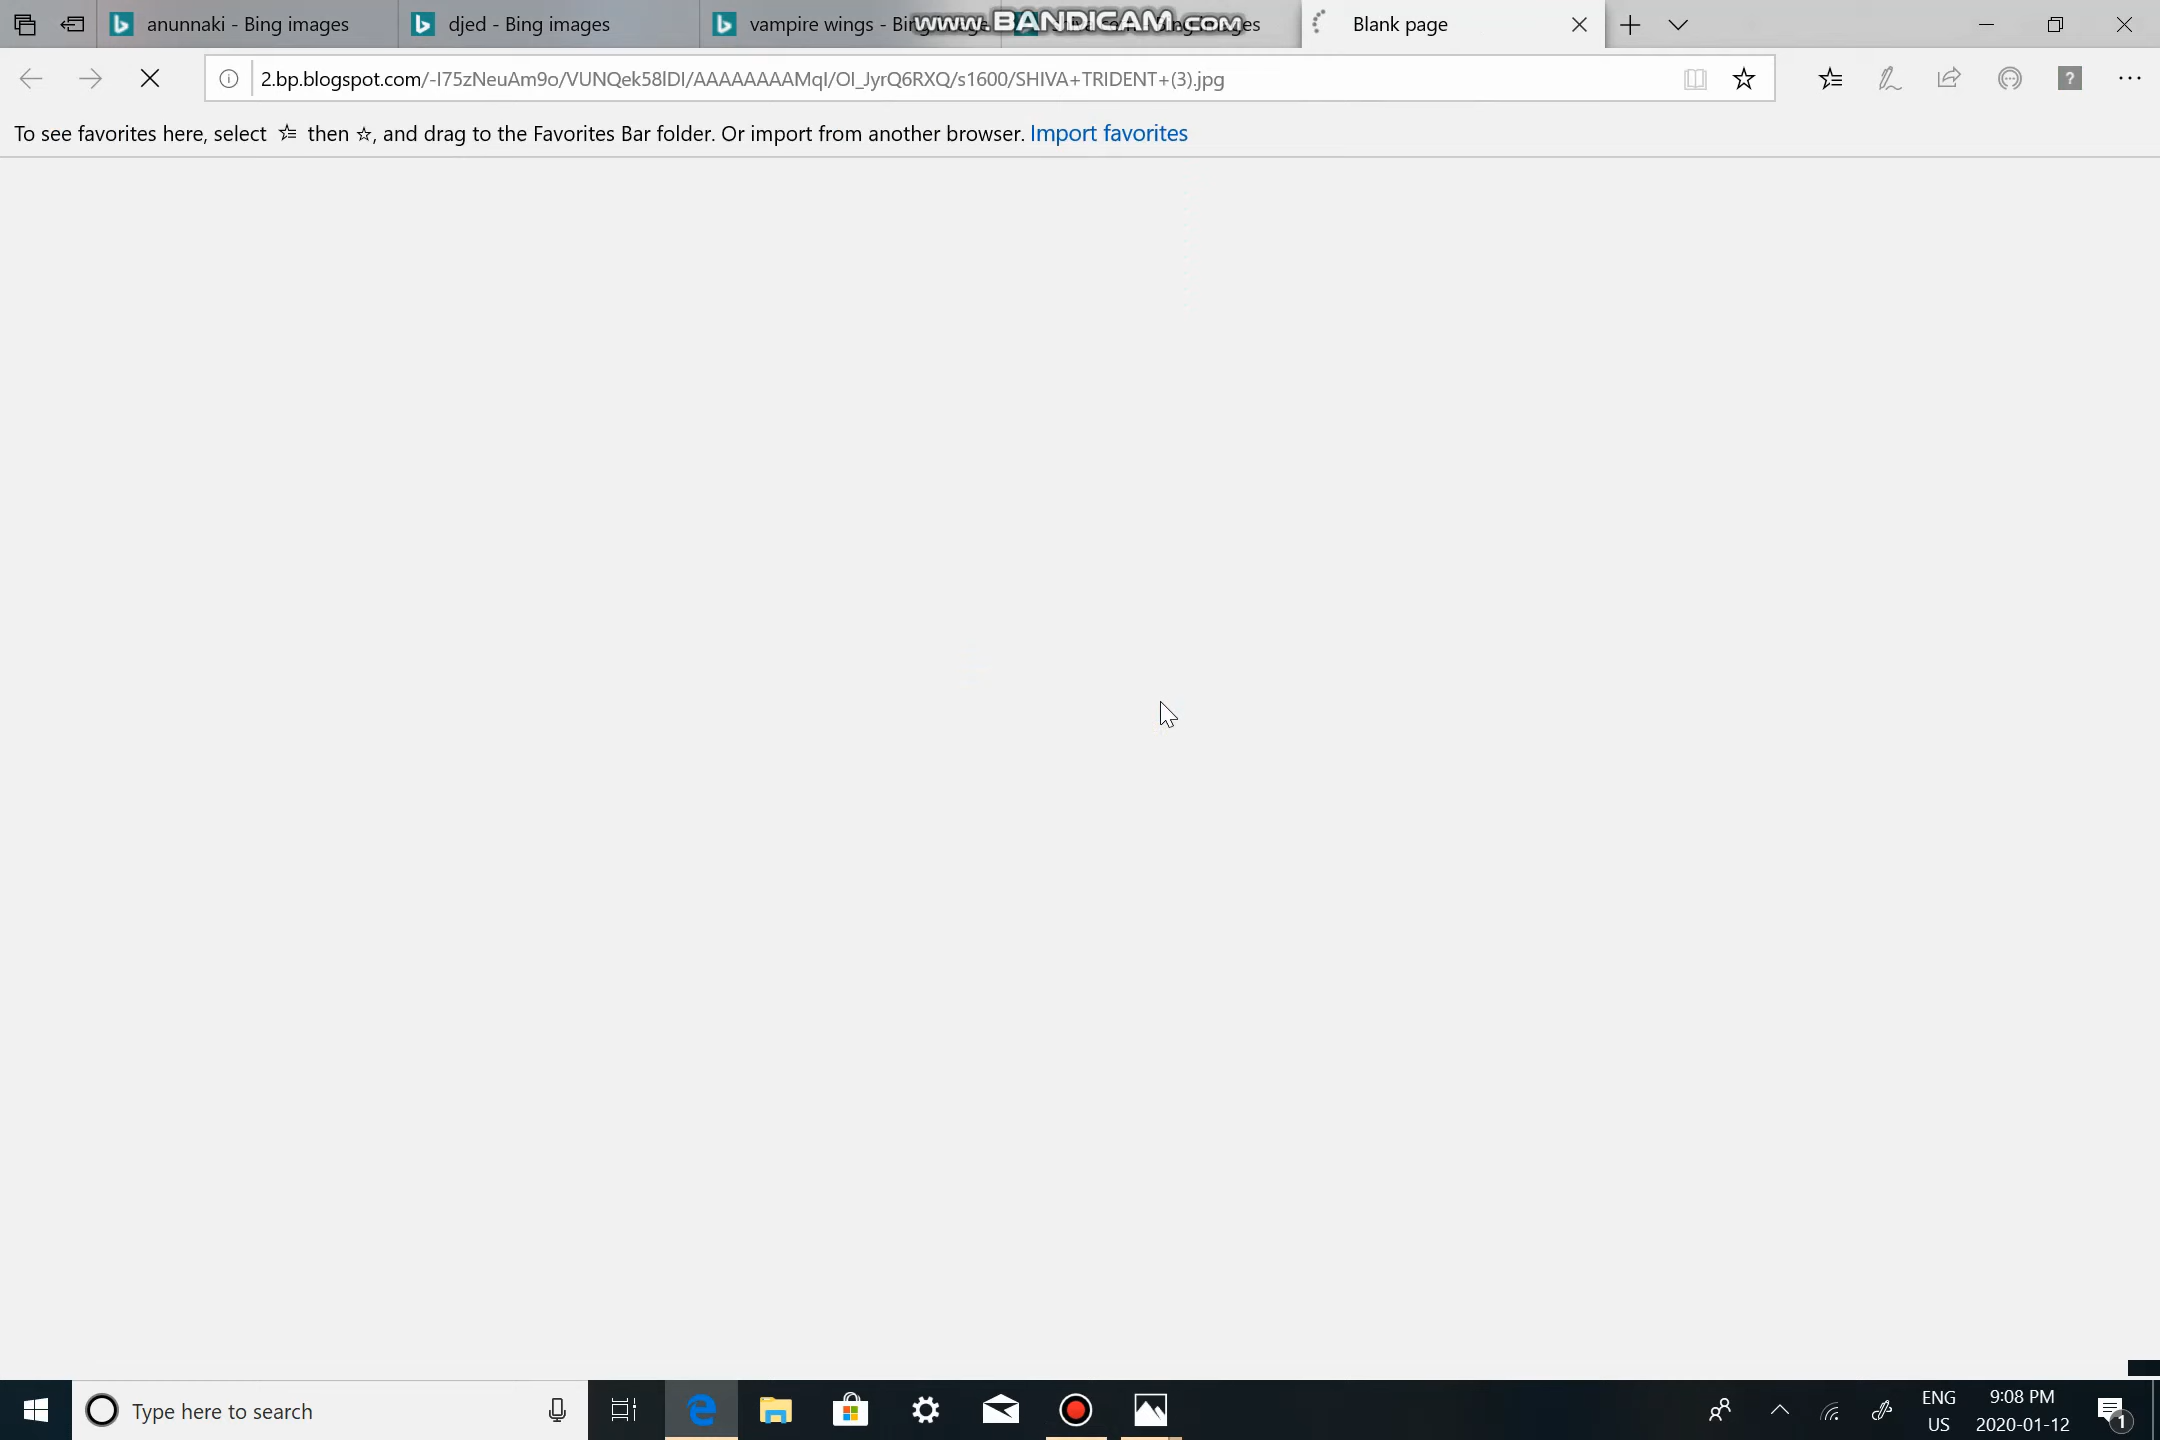 anunnaki - Bing images
djed - Bing images
vampire wings - Bing
www.BANDICAM.com
Blank page
2.bp.blogspot.com/-I75zNeuAm9o/VUNQek58lDI/AAAAAAAAMqI/OI_JyrQ6RXQ/s1600/SHIVA+TRIDENT+(3).jpg
To see favorites here, select then , and drag to the Favorites Bar folder. Or import from another browser. Import favorites
Type here to search
ENG
US
9:08 PM
2020-01-12
1